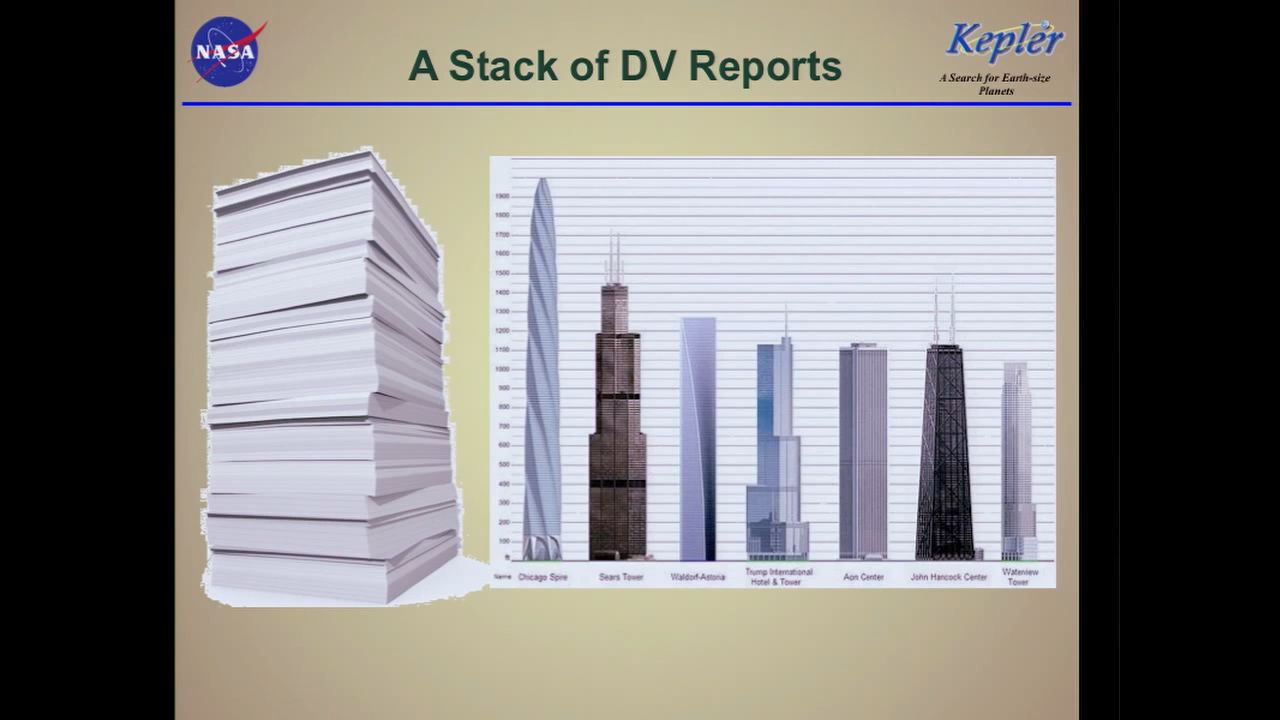 NASA
A Stack of DV Reports
Kepler
A Search for Earth-size
Planets
1900
1800
1700
1600
1500
1400
1300
1200
1100
1000
900
800
700
600
500
400
300
200
100
ft
Name Chicago Spire Sears Tower Waldorf-Astoria Trump International Hotel & Tower Aon Center John Hancock Center Waterview Tower